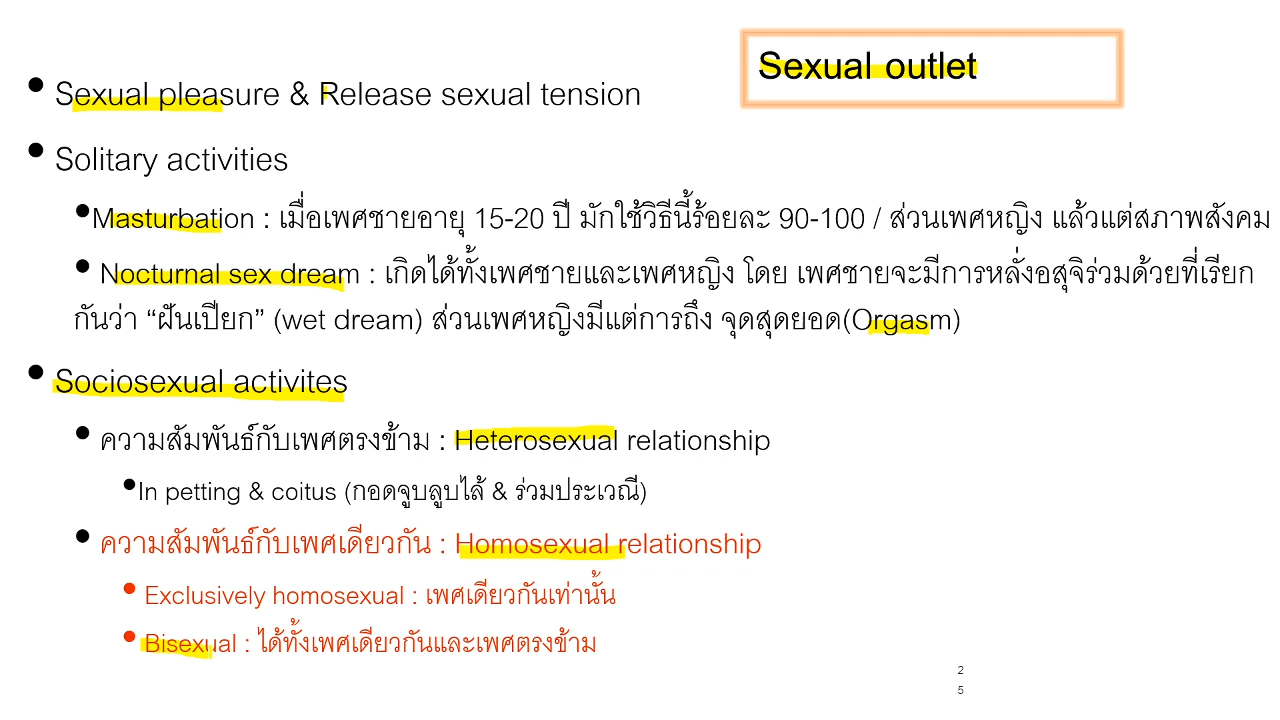 Sexual outlet
• Sexual pleasure & Release sexual tension
• Solitary activities
•Masturbation : เมื่อเพศชายอายุ 15-20 ปี มักใช้วิธีนี้ร้อยละ 90-100 / ส่วนเพศหญิง แล้วแต่สภาพสังคม
• Nocturnal sex dream : เกิดได้ทั้งเพศชายและเพศหญิง โดย เพศชายจะมีการหลั่งอสุจิร่วมด้วยที่เรียก
กันว่า “ฝันเปียก” (wet dream) ส่วนเพศหญิงมีแต่การถึง จุดสุดยอด(Orgasm)
• Sociosexual activites
• ความสัมพันธ์กับเพศตรงข้าม : Heterosexual relationship
•In petting & coitus (กอดจูบลูบไล้ & ร่วมประเวณี)
• ความสัมพันธ์กับเพศเดียวกัน : Homosexual relationship
• Exclusively homosexual : เพศเดียวกันเท่านั้น
• Bisexual : ได้ทั้งเพศเดียวกันและเพศตรงข้าม
2
5